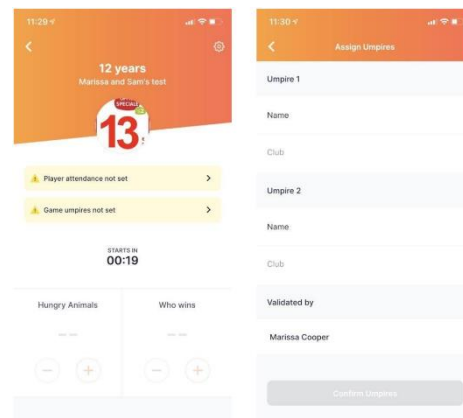 11:29
12 years
Marissa and Sam's test
SPECIALE
13
Player attendance not set
Game umpires not set
STARTS IN
00:19
Hungry Animals
Who wins
-- --
-- --
11:30
Assign Umpires
Umpire 1
Name
Club
Umpire 2
Name
Club
Validated by
Marissa Cooper
Confirm Umpires